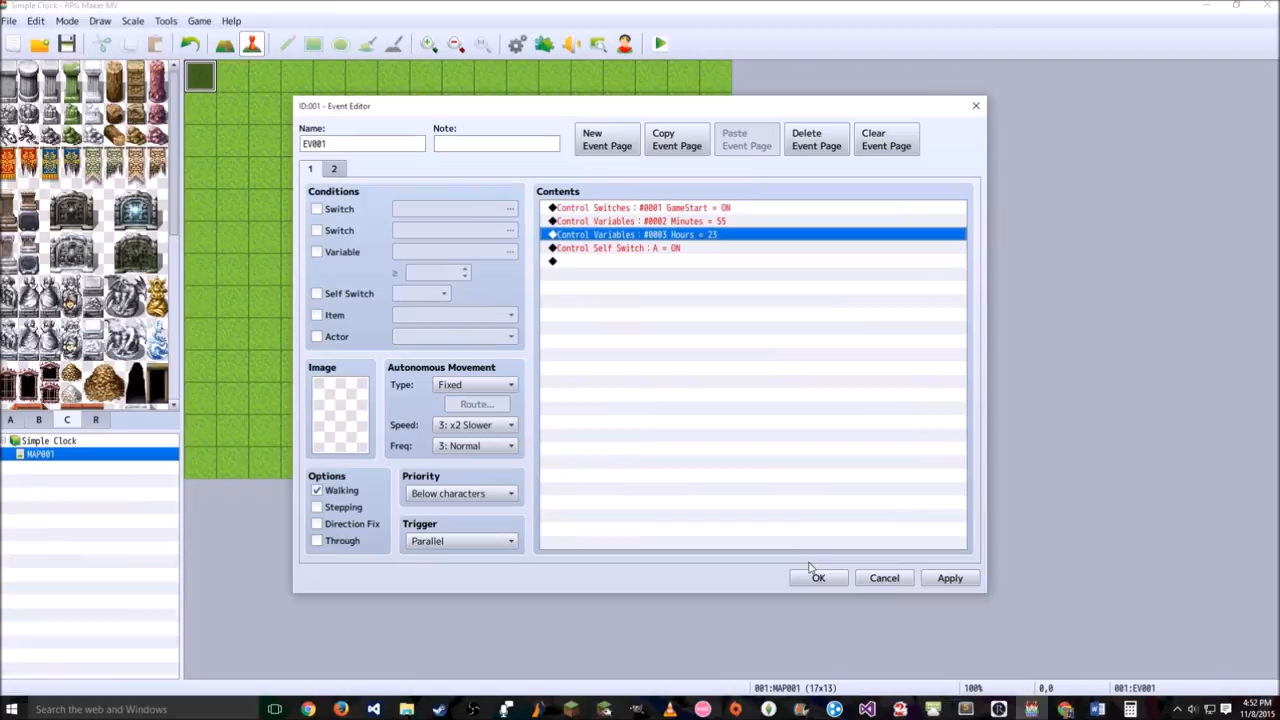 Simple Clock - RPG Maker MV
File Edit Mode Draw Scale Tools Game Help
ID:001 - Event Editor
Name: Note:
EV001
New Event Page
Copy Event Page
Paste Event Page
Delete Event Page
Clear Event Page
1 2
Conditions
Switch ...
Switch ...
Variable ...
≥
Self Switch
Item
Actor
Image
Autonomous Movement
Type: Fixed
Route...
Speed: 3: x2 Slower
Freq: 3: Normal
Options
Walking
Stepping
Direction Fix
Through
Priority
Below characters
Trigger
Parallel
Contents
◆Control Switches：#0001 GameStart = ON
◆Control Variables：#0002 Minutes = 55
◆Control Variables：#0003 Hours = 23
◆Control Self Switch：A = ON
◆
OK Cancel Apply
A B C R
Simple Clock
MAP001
001:MAP001 (17x13) 100% 0,0 001:EV001
Search the web and Windows
4:52 PM
11/8/2015